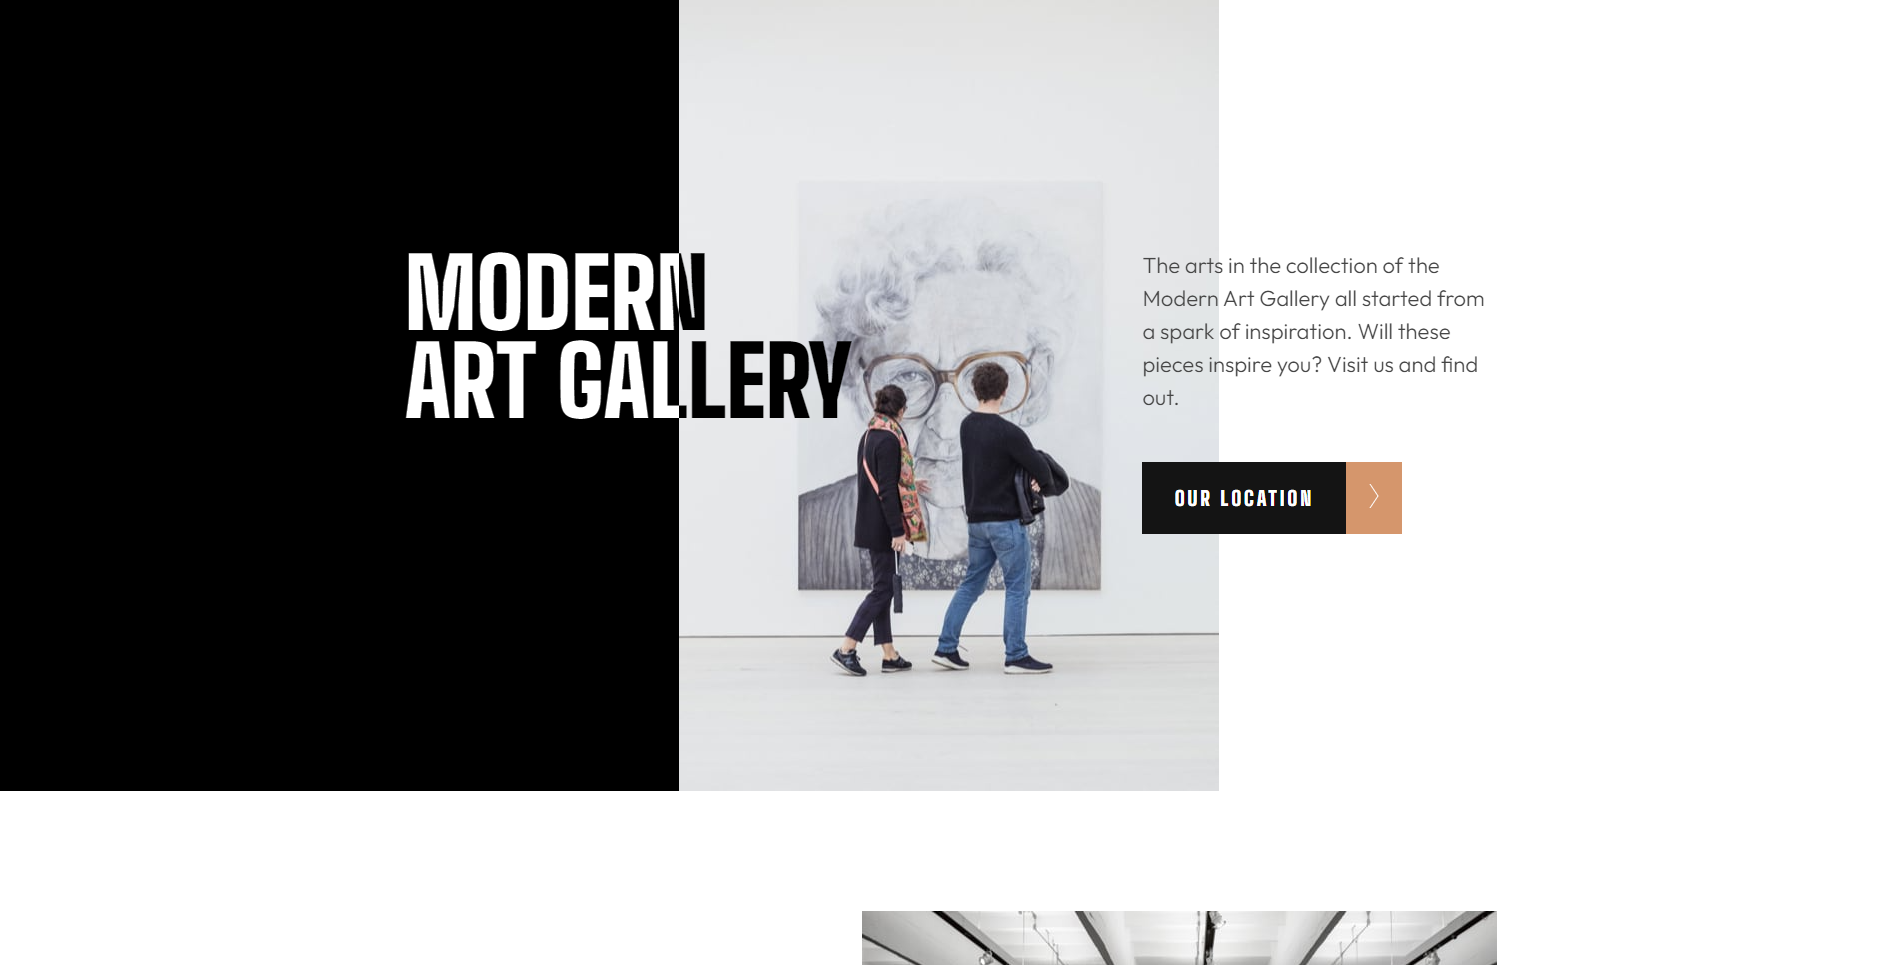 MODERN
ART GALLERY
The arts in the collection of the
Modern Art Gallery all started from
a spark of inspiration. Will these
pieces inspire you? Visit us and find
out.
OUR LOCATION